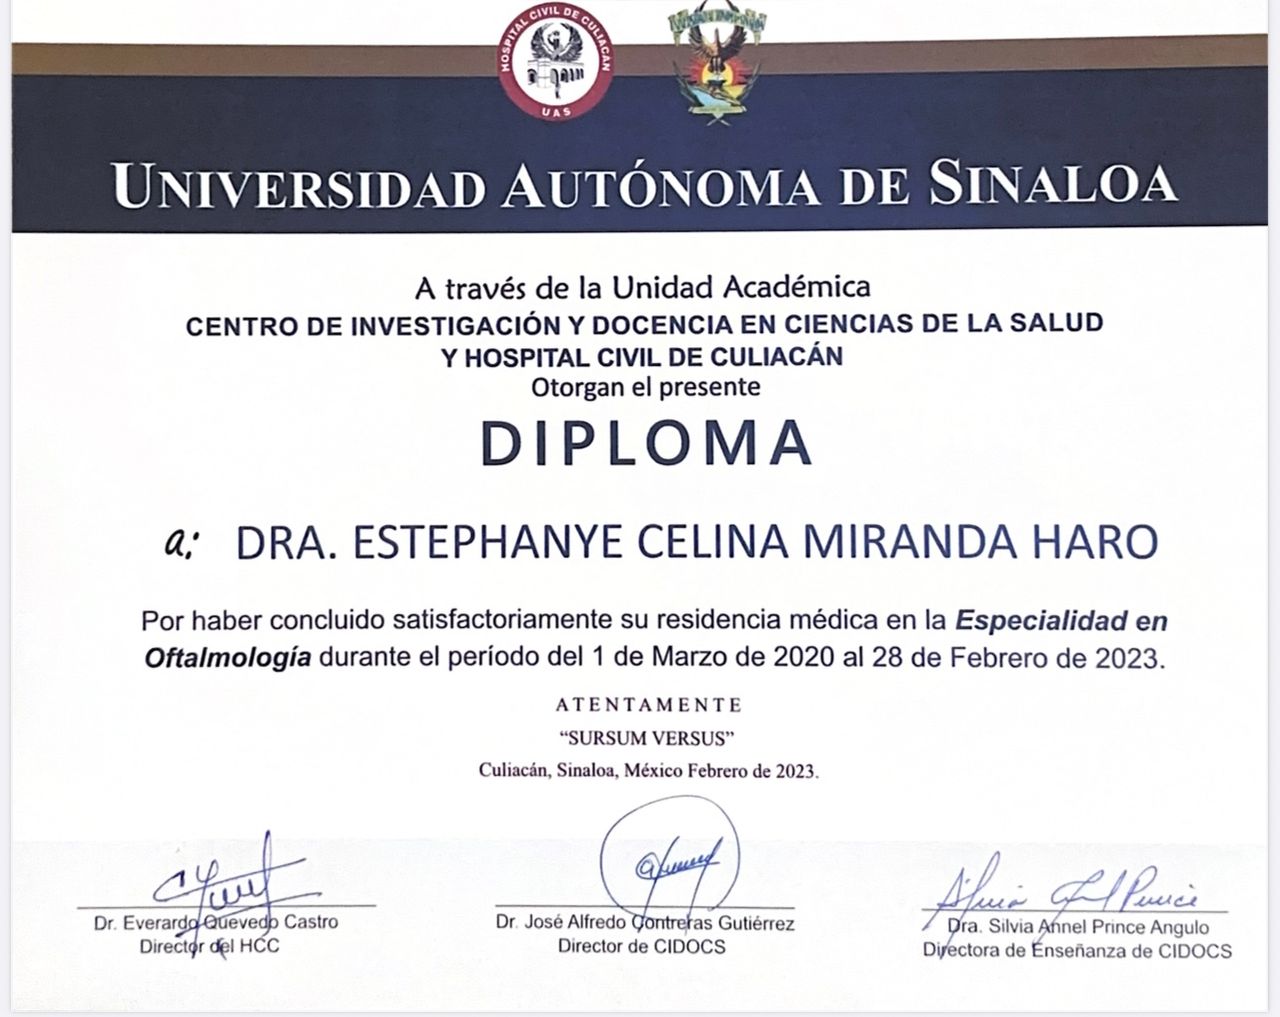 HOSPITAL CIVIL DE CULIACÁN
UAS
UNIVERSIDAD AUTÓNOMA DE SINALOA
A través de la Unidad Académica
CENTRO DE INVESTIGACIÓN Y DOCENCIA EN CIENCIAS DE LA SALUD
Y HOSPITAL CIVIL DE CULIACÁN
Otorgan el presente
DIPLOMA
a: DRA. ESTEPHANYE CELINA MIRANDA HARO
Por haber concluido satisfactoriamente su residencia médica en la Especialidad en
Oftalmología durante el período del 1 de Marzo de 2020 al 28 de Febrero de 2023.
ATENTAMENTE
“SURSUM VERSUS”
Culiacán, Sinaloa, México Febrero de 2023.
Dr. Everardo Quevedo Castro
Director del HCC
Dr. José Alfredo Contreras Gutiérrez
Director de CIDOCS
Dra. Silvia Annel Prince Angulo
Directora de Enseñanza de CIDOCS